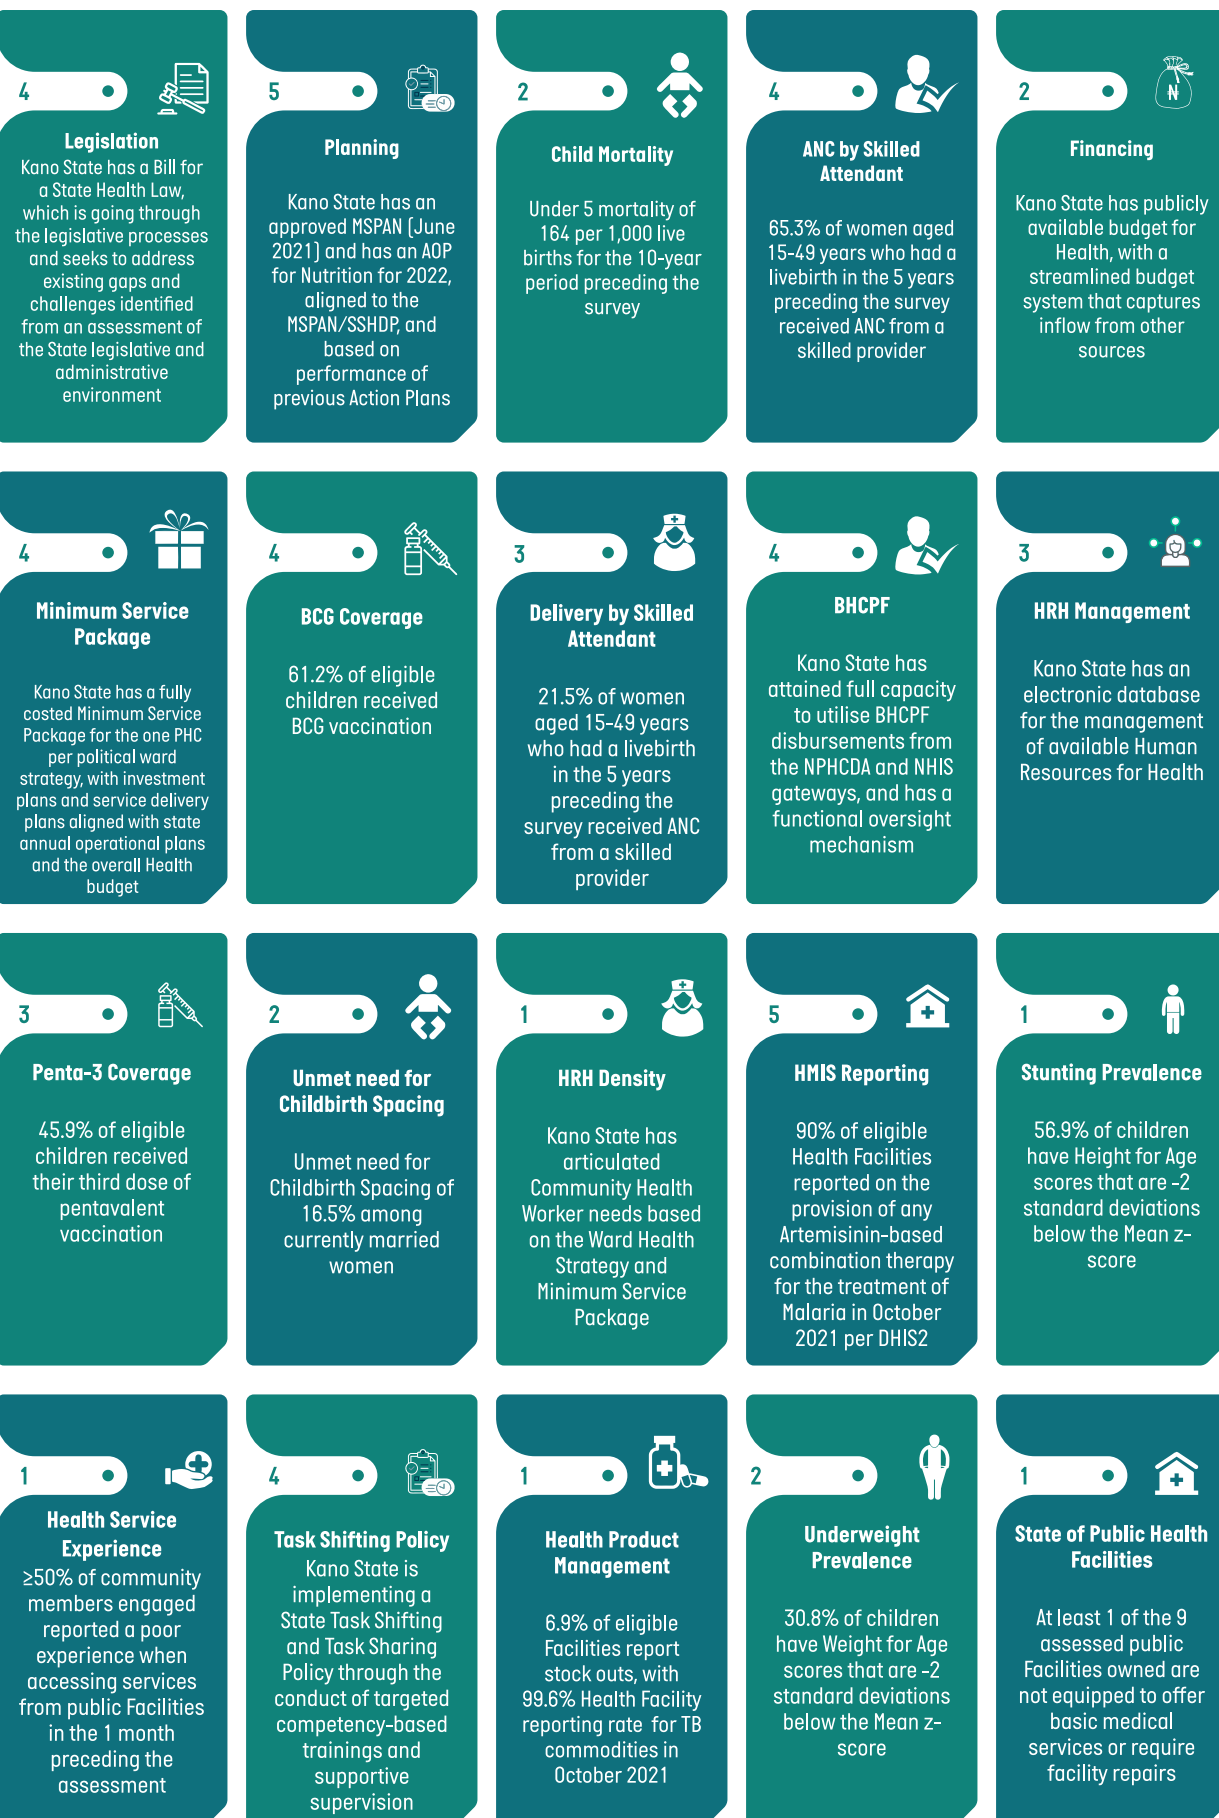 4
Legislation
Kano State has a Bill for
a State Health Law,
which is going through
the legislative processes
and seeks to address
existing gaps and
challenges identified
from an assessment of
the State legislative and
administrative
environment
5
Planning
Kano State has an
approved MSPAN (June
2021) and has an AOP
for Nutrition for 2022,
aligned to the
MSPAN/SSHDP, and
based on
performance of
previous Action Plans
2
Child Mortality
Under 5 mortality of
164 per 1,000 live
births for the 10-year
period preceding the
survey
4
ANC by Skilled
Attendant
65.3% of women aged
15-49 years who had a
livebirth in the 5 years
preceding the survey
received ANC from a
skilled provider
2
₦
Financing
Kano State has publicly
available budget for
Health, with a
streamlined budget
system that captures
inflow from other
sources
4
Minimum Service
Package
Kano State has a fully
costed Minimum Service
Package for the one PHC
per political ward
strategy, with investment
plans and service delivery
plans aligned with state
annual operational plans
and the overall Health
budget
4
BCG Coverage
61.2% of eligible
children received
BCG vaccination
3
Delivery by Skilled
Attendant
21.5% of women
aged 15-49 years
who had a livebirth
in the 5 years
preceding the
survey received ANC
from a skilled
provider
4
BHCPF
Kano State has
attained full capacity
to utilise BHCPF
disbursements from
the NPHCDA and NHIS
gateways, and has a
functional oversight
mechanism
3
HRH Management
Kano State has an
electronic database
for the management
of available Human
Resources for Health
3
Penta-3 Coverage
45.9% of eligible
children received
their third dose of
pentavalent
vaccination
2
Unmet need for
Childbirth Spacing
Unmet need for
Childbirth Spacing of
16.5% among
currently married
women
1
HRH Density
Kano State has
articulated
Community Health
Worker needs based
on the Ward Health
Strategy and
Minimum Service
Package
5
HMIS Reporting
90% of eligible
Health Facilities
reported on the
provision of any
Artemisinin-based
combination therapy
for the treatment of
Malaria in October
2021 per DHIS2
1
Stunting Prevalence
56.9% of children
have Height for Age
scores that are -2
standard deviations
below the Mean z-
score
1
Health Service
Experience
≥50% of community
members engaged
reported a poor
experience when
accessing services
from public Facilities
in the 1 month
preceding the
assessment
4
Task Shifting Policy
Kano State is
implementing a
State Task Shifting
and Task Sharing
Policy through the
conduct of targeted
competency-based
trainings and
supportive
supervision
1
Health Product
Management
6.9% of eligible
Facilities report
stock outs, with
99.6% Health Facility
reporting rate for TB
commodities in
October 2021
2
Underweight
Prevalence
30.8% of children
have Weight for Age
scores that are -2
standard deviations
below the Mean z-
score
1
State of Public Health
Facilities
At least 1 of the 9
assessed public
Facilities owned are
not equipped to offer
basic medical
services or require
facility repairs